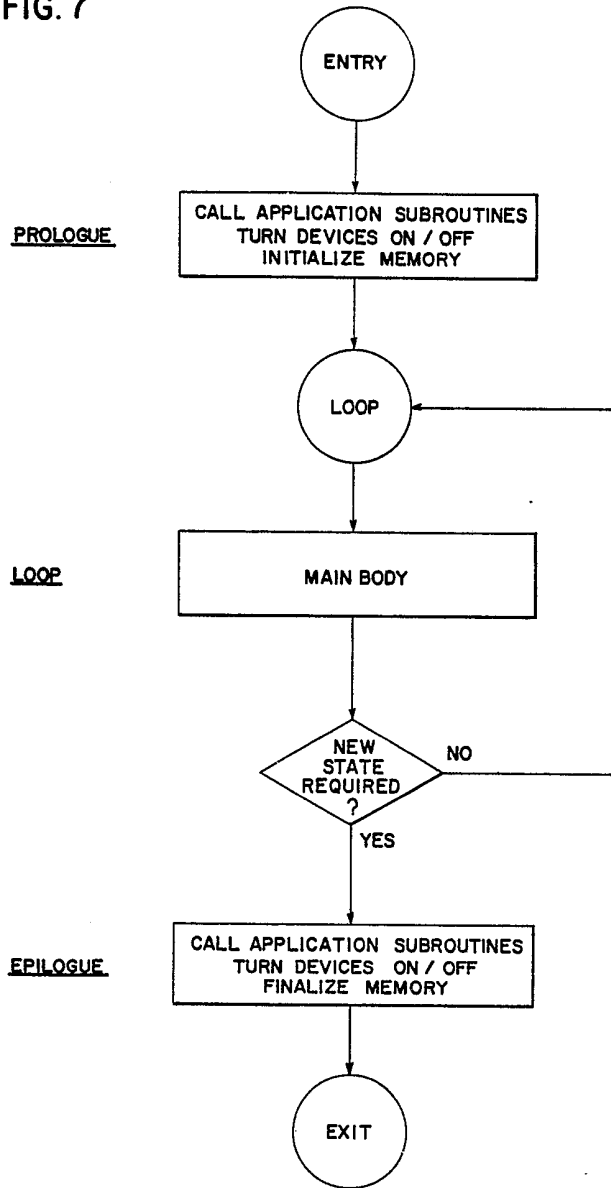 FIG. 7
ENTRY
PROLOGUE
CALL APPLICATION SUBROUTINES
TURN DEVICES ON / OFF
INITIALIZE MEMORY
LOOP
LOOP
MAIN BODY
NEW
STATE
REQUIRED
?
NO
YES
EPILOGUE
CALL APPLICATION SUBROUTINES
TURN DEVICES ON / OFF
FINALIZE MEMORY
EXIT